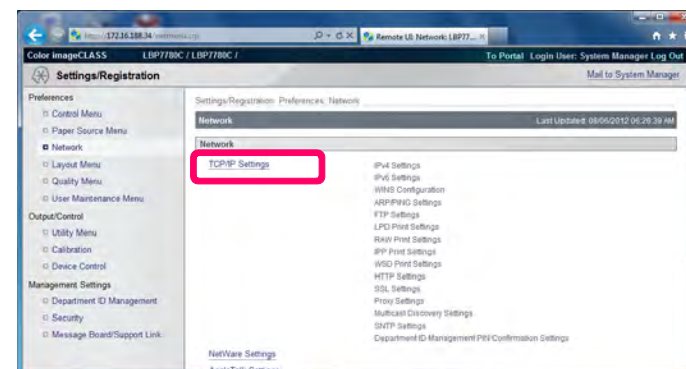 172.16.188.34
Remote UI: Network: LBP77...
Color imageCLASS LBP7780C / LBP7780C / To Portal Login User: System Manager Log Out
Settings/Registration Mail to System Manager
Preferences Settings/Registration: Preferences: Network
Control Menu
Network Last Updated: 08/06/2012 06:26:39 AM
Paper Source Menu
Network Network
Layout Menu TCP/IP Settings IPv4 Settings
Quality Menu IPv6 Settings
WINS Configuration
User Maintenance Menu ARP/PING Settings
Output/Control FTP Settings
Utility Menu LPD Print Settings
RAW Print Settings
Calibration IPP Print Settings
Device Control WSD Print Settings
HTTP Settings
Management Settings SSL Settings
Department ID Management Proxy Settings
Security Multicast Discovery Settings
SNTP Settings
Message Board/Support Link Department ID Management PIN Confirmation Settings
NetWare Settings